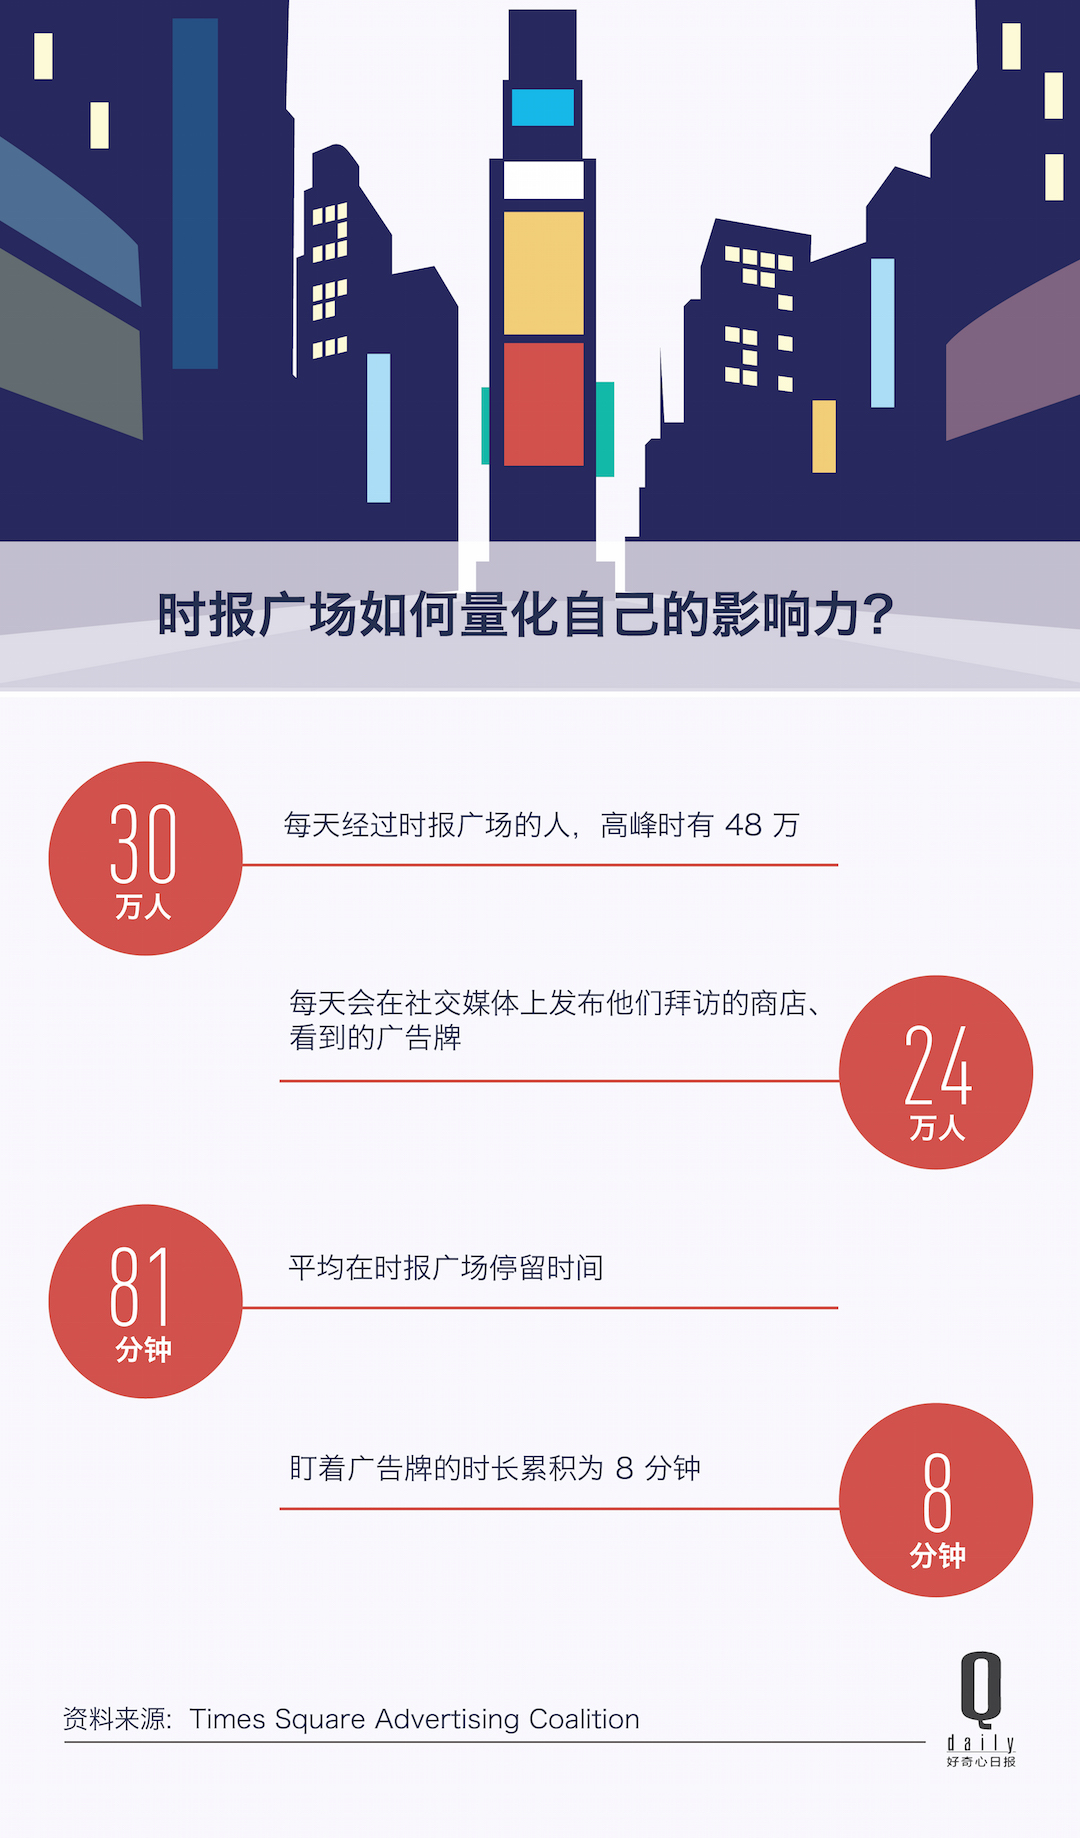 时报广场如何量化自己的影响力?
30
万人
每天经过时报广场的人，高峰时有 48 万
每天会在社交媒体上发布他们拜访的商店、
看到的广告牌
24
万人
81
分钟
平均在时报广场停留时间
盯着广告牌的时长累积为 8 分钟
8
分钟
资料来源: Times Square Advertising Coalition
Q
daily
好奇心日报